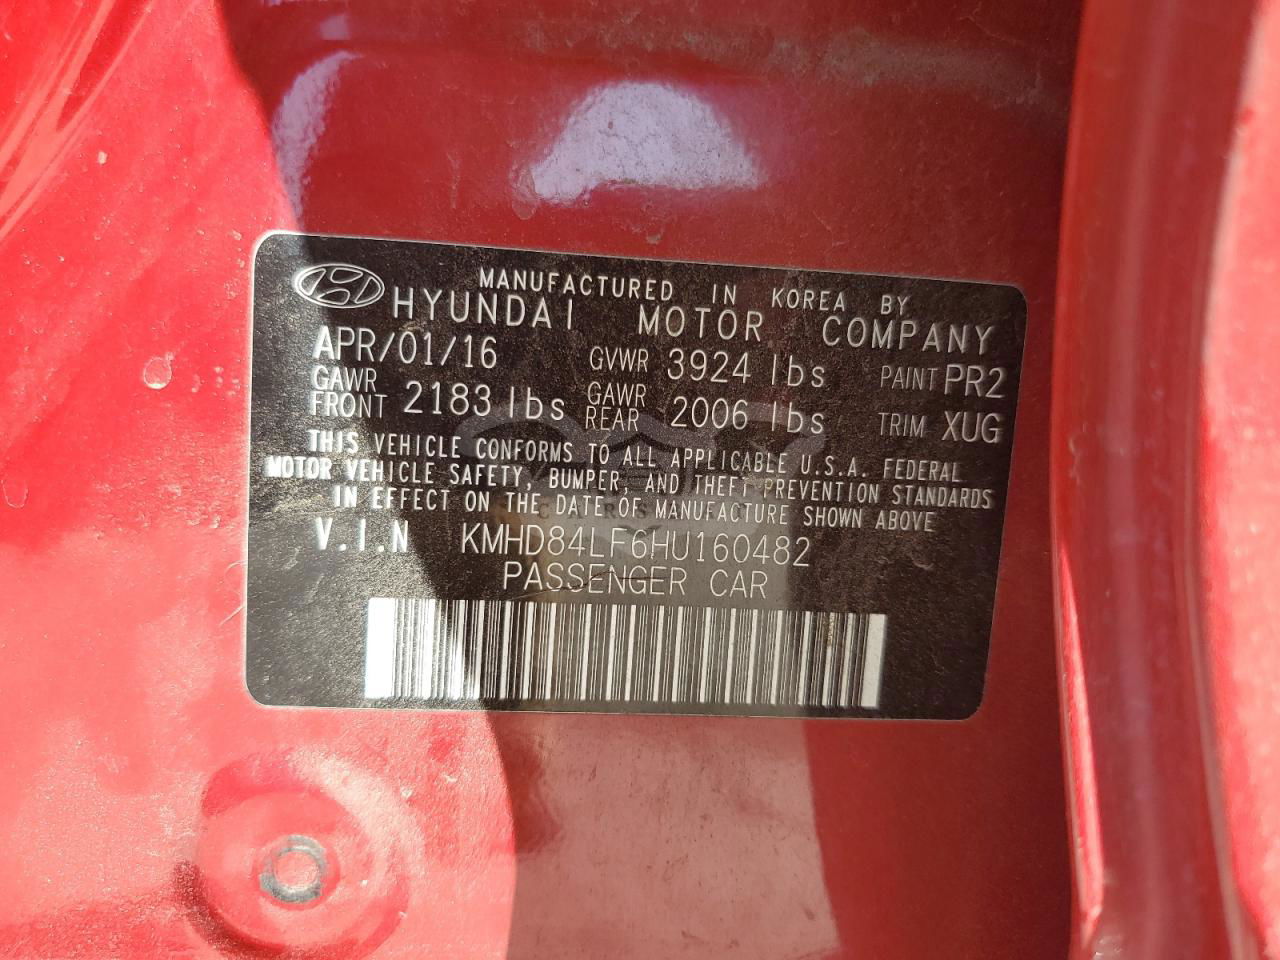 MANUFACTURED IN KOREA BY
HYUNDAI MOTOR COMPANY
APR/01/16 GVWR 3924 lbs PAINT PR2
GAWR FRONT 2183 lbs GAWR REAR 2006 lbs TRIM XUG
THIS VEHICLE CONFORMS TO ALL APPLICABLE U.S.A. FEDERAL
MOTOR VEHICLE SAFETY, BUMPER, AND THEFT PREVENTION STANDARDS
IN EFFECT ON THE DATE OF MANUFACTURE SHOWN ABOVE
V.I.N KMHD84LF6HU160482
PASSENGER CAR